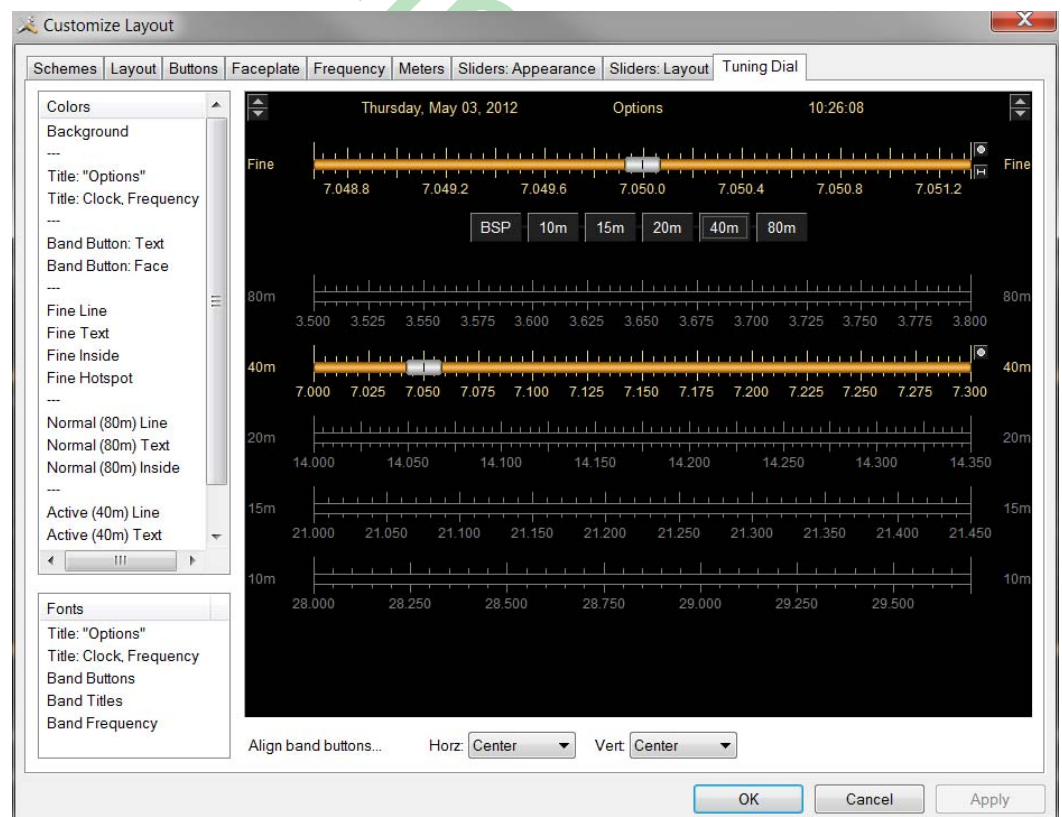 Customize Layout
X
Schemes Layout Buttons Faceplate Frequency Meters Sliders: Appearance Sliders: Layout Tuning Dial
Colors
Background
---
Title: "Options"
Title: Clock, Frequency
---
Band Button: Text
Band Button: Face
---
Fine Line
Fine Text
Fine Inside
Fine Hotspot
---
Normal (80m) Line
Normal (80m) Text
Normal (80m) Inside
---
Active (40m) Line
Active (40m) Text
Fonts
Title: "Options"
Title: Clock, Frequency
Band Buttons
Band Titles
Band Frequency
Thursday, May 03, 2012 Options 10:26:08
Fine Fine
7.048.8 7.049.2 7.049.6 7.050.0 7.050.4 7.050.8 7.051.2
BSP 10m 15m 20m 40m 80m
80m 80m
3.500 3.525 3.550 3.575 3.600 3.625 3.650 3.675 3.700 3.725 3.750 3.775 3.800
40m 40m
7.000 7.025 7.050 7.075 7.100 7.125 7.150 7.175 7.200 7.225 7.250 7.275 7.300
20m 20m
14.000 14.050 14.100 14.150 14.200 14.250 14.300 14.350
15m 15m
21.000 21.050 21.100 21.150 21.200 21.250 21.300 21.350 21.400 21.450
10m 10m
28.000 28.250 28.500 28.750 29.000 29.250 29.500
Align band buttons... Horz: Center Vert: Center
OK Cancel Apply